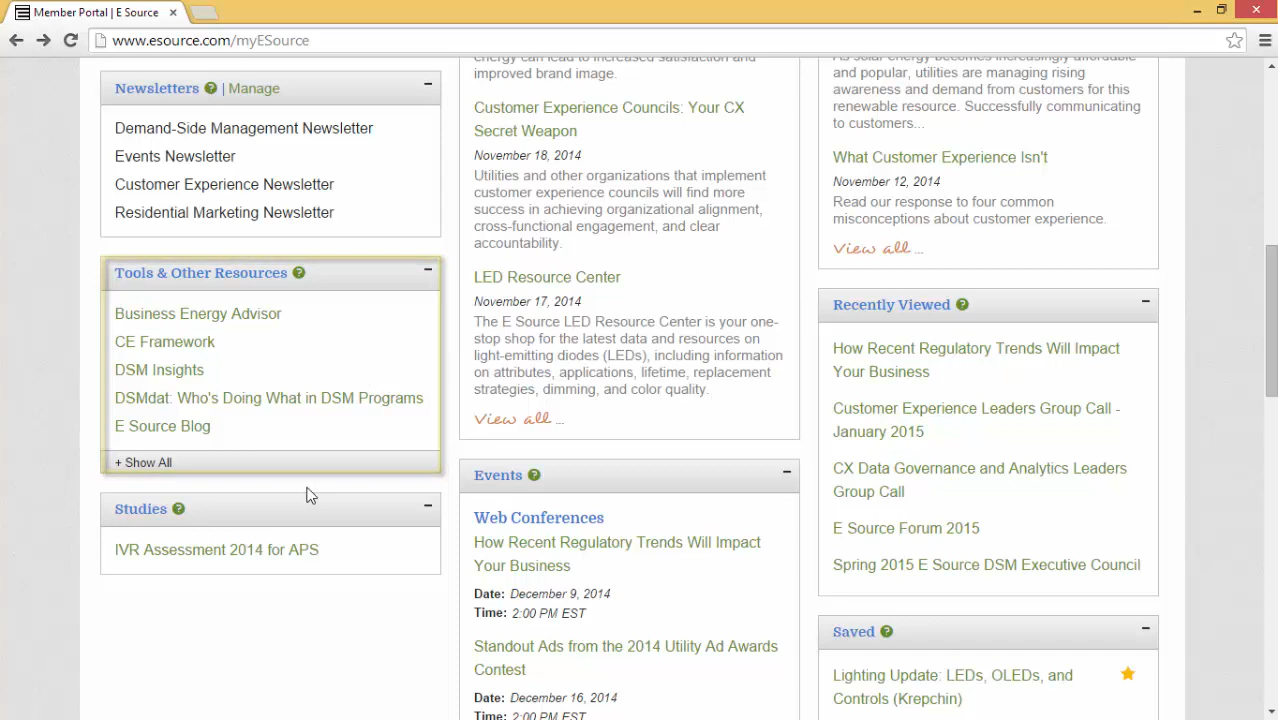 Member Portal | E Source
www.esource.com/myESource
Newsletters ? | Manage
Demand-Side Management Newsletter
Events Newsletter
Customer Experience Newsletter
Residential Marketing Newsletter
Tools & Other Resources ?
Business Energy Advisor
CE Framework
DSM Insights
DSMdat: Who's Doing What in DSM Programs
E Source Blog
+ Show All
Studies ?
IVR Assessment 2014 for APS
energy can lead to increased satisfaction and
improved brand image.
Customer Experience Councils: Your CX
Secret Weapon
November 18, 2014
Utilities and other organizations that implement
customer experience councils will find more
success in achieving organizational alignment,
cross-functional engagement, and clear
accountability.
LED Resource Center
November 17, 2014
The E Source LED Resource Center is your one-
stop shop for the latest data and resources on
light-emitting diodes (LEDs), including information
on attributes, applications, lifetime, replacement
strategies, dimming, and color quality.
View all ...
Events ?
Web Conferences
How Recent Regulatory Trends Will Impact
Your Business
Date: December 9, 2014
Time: 2:00 PM EST
Standout Ads from the 2014 Utility Ad Awards
Contest
Date: December 16, 2014
Time: 2:00 PM EST
As solar energy becomes increasingly affordable
and popular, utilities are managing rising
awareness and demand from customers for this
renewable resource. Successfully communicating
to customers...
What Customer Experience Isn't
November 12, 2014
Read our response to four common
misconceptions about customer experience.
View all ...
Recently Viewed ?
How Recent Regulatory Trends Will Impact
Your Business
Customer Experience Leaders Group Call -
January 2015
CX Data Governance and Analytics Leaders
Group Call
E Source Forum 2015
Spring 2015 E Source DSM Executive Council
Saved ?
Lighting Update: LEDs, OLEDs, and
Controls (Krepchin)